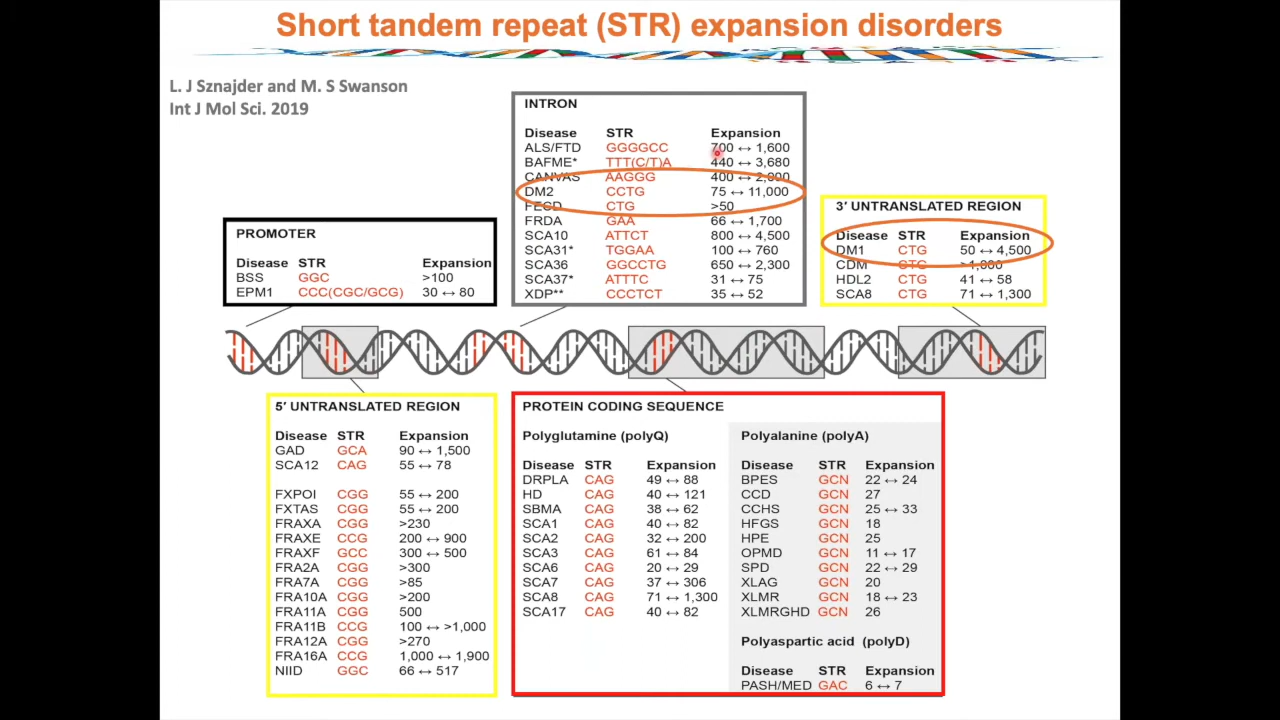 Short tandem repeat (STR) expansion disorders
L. J Sznajder and M. S Swanson
Int J Mol Sci. 2019
PROMOTER
Disease STR Expansion
BSS GGC >100
EPM1 CCC(CGC/GCG) 30 ↔ 80
INTRON
Disease STR Expansion
ALS/FTD GGGGCC 700 ↔ 1,600
BAFME* TTT(C/T)A 440 ↔ 3,680
CANVAS AAGGG 400 ↔ 2,000
DM2 CCTG 75 ↔ 11,000
FECD CTG >50
FRDA GAA 66 ↔ 1,700
SCA10 ATTCT 800 ↔ 4,500
SCA31* TGGAA 100 ↔ 760
SCA36 GGCCTG 650 ↔ 2,300
SCA37* ATTTC 31 ↔ 75
XDP** CCCTCT 35 ↔ 52
3′ UNTRANSLATED REGION
Disease STR Expansion
DM1 CTG 50 ↔ 4,500
CDM CTG >1,000
HDL2 CTG 41 ↔ 58
SCA8 CTG 71 ↔ 1,300
5′ UNTRANSLATED REGION
Disease STR Expansion
GAD GCA 90 ↔ 1,500
SCA12 CAG 55 ↔ 78
FXPOI CGG 55 ↔ 200
FXTAS CGG 55 ↔ 200
FRAXA CGG >230
FRAXE CCG 200 ↔ 900
FRAXF GCC 300 ↔ 500
FRA2A CGG >300
FRA7A CGG >85
FRA10A CGG >200
FRA11A CGG 500
FRA11B CCG 100 ↔ >1,000
FRA12A CGG >270
FRA16A CCG 1,000 ↔ 1,900
NIID GGC 66 ↔ 517
PROTEIN CODING SEQUENCE
Polyglutamine (polyQ)
Disease STR Expansion
DRPLA CAG 49 ↔ 88
HD CAG 40 ↔ 121
SBMA CAG 38 ↔ 62
SCA1 CAG 40 ↔ 82
SCA2 CAG 32 ↔ 200
SCA3 CAG 61 ↔ 84
SCA6 CAG 20 ↔ 29
SCA7 CAG 37 ↔ 306
SCA8 CAG 71 ↔ 1,300
SCA17 CAG 40 ↔ 82
Polyalanine (polyA)
Disease STR Expansion
BPES GCN 22 ↔ 24
CCD GCN 27
CCHS GCN 25 ↔ 33
HFGS GCN 18
HPE GCN 25
OPMD GCN 11 ↔ 17
SPD GCN 22 ↔ 29
XLAG GCN 20
XLMR GCN 18 ↔ 23
XLMRGHD GCN 26
Polyaspartic acid (polyD)
Disease STR Expansion
PASH/MED GAC 6 ↔ 7